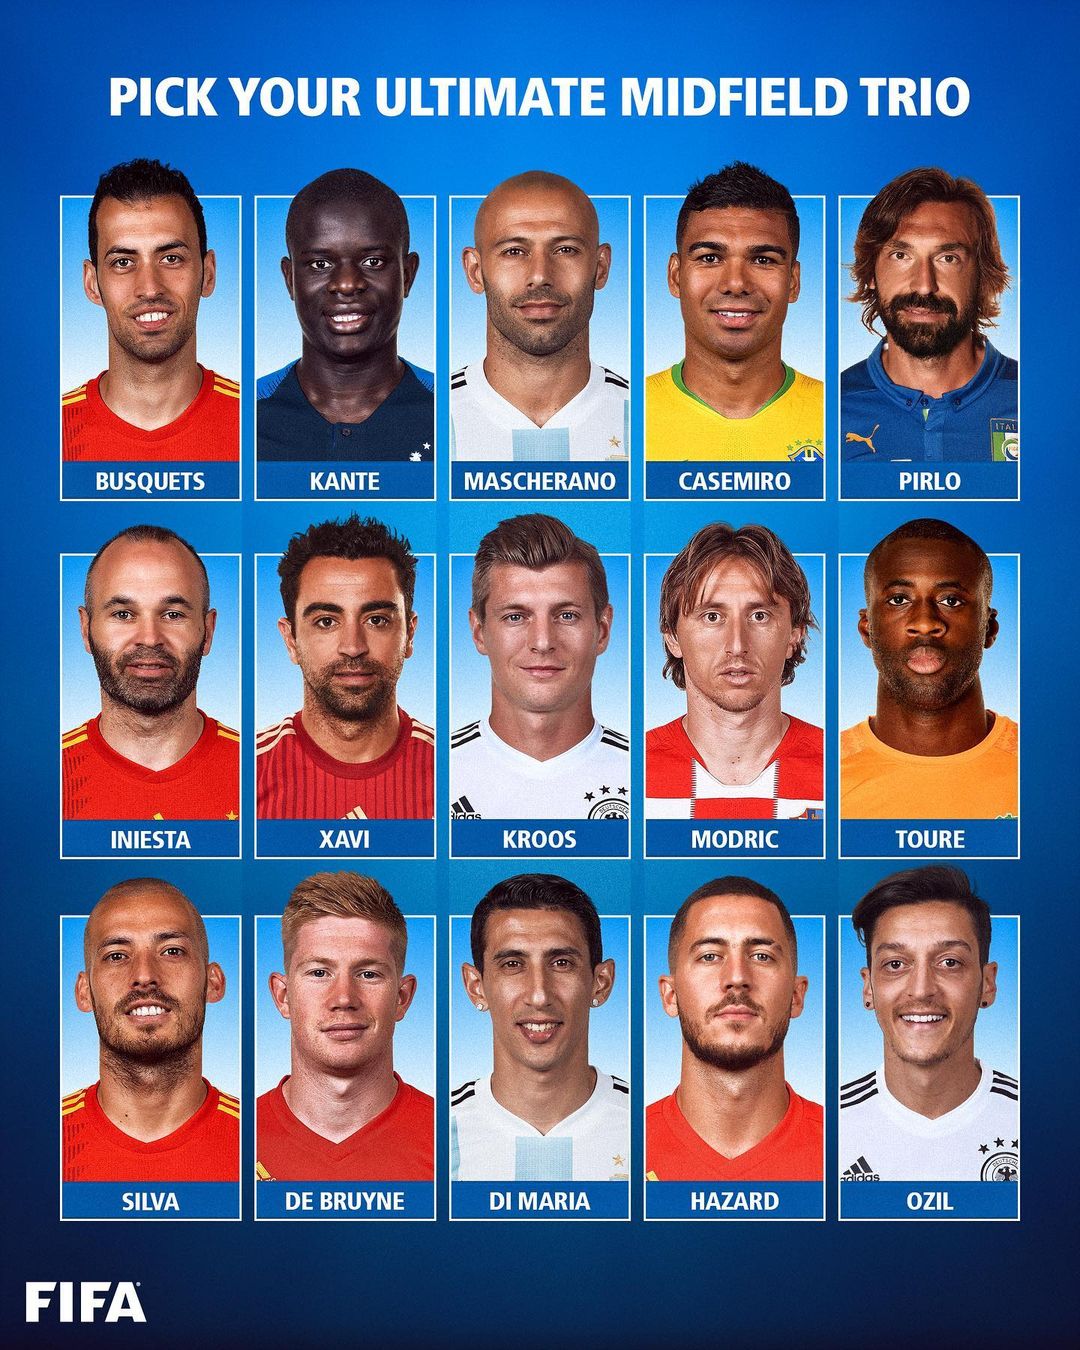 PICK YOUR ULTIMATE MIDFIELD TRIO
BUSQUETS
KANTE
MASCHERANO
CASEMIRO
PIRLO
INIESTA
XAVI
KROOS
MODRIC
TOURE
SILVA
DE BRUYNE
DI MARIA
HAZARD
OZIL
FIFA